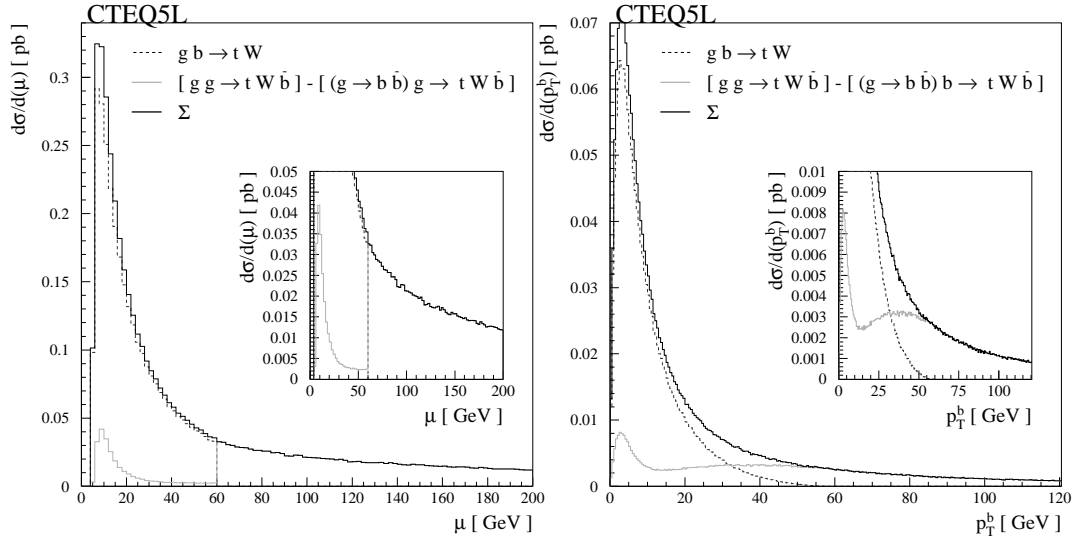 CTEQ5L
dσ/d(μ) [ pb ]
g b → t W
[ g g → t W b̄ ] - [ (g → b b̄) g → t W b̄ ]
Σ
0.3
0.25
0.2
0.15
0.1
0.05
0
0 20 40 60 80 100 120 140 160 180 200
μ [ GeV ]
dσ/d(μ) [ pb ]
0.05
0.045
0.04
0.035
0.03
0.025
0.02
0.015
0.01
0.005
0
0 50 100 150 200
μ [ GeV ]
CTEQ5L
dσ/d(p_T^b) [ pb ]
g b → t W
[ g g → t W b̄ ] - [ (g → b b̄) b → t W b̄ ]
Σ
0.07
0.06
0.05
0.04
0.03
0.02
0.01
0
0 20 40 60 80 100 120
p_T^b [ GeV ]
dσ/d(p_T^b) [ pb ]
0.01
0.009
0.008
0.007
0.006
0.005
0.004
0.003
0.002
0.001
0
0 25 50 75 100
p_T^b [ GeV ]